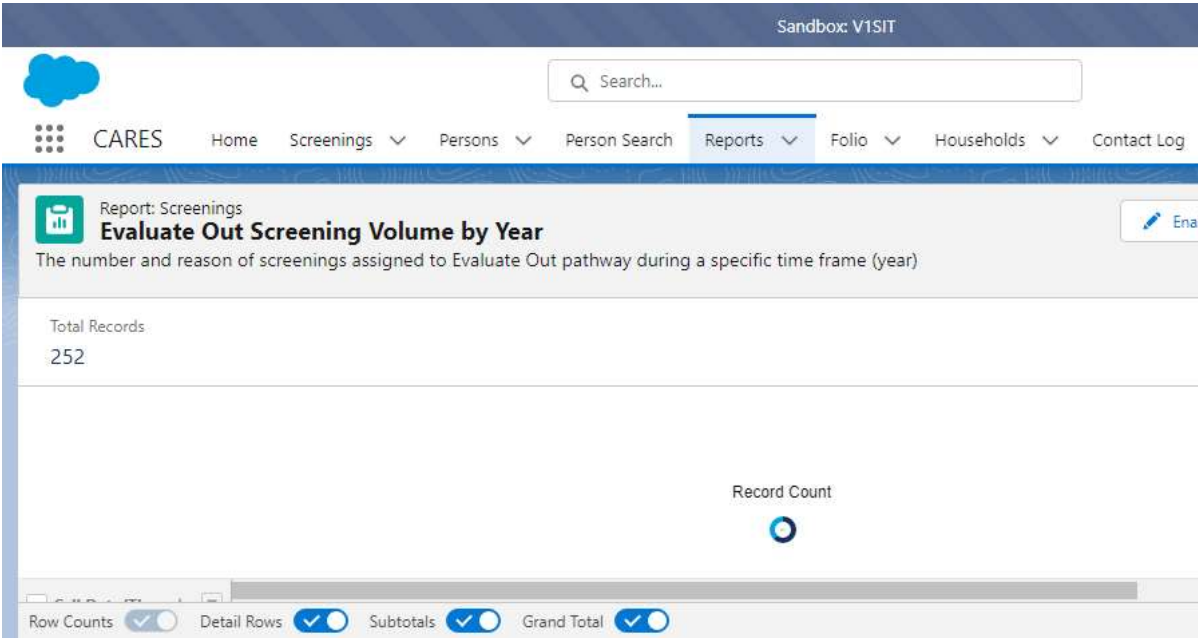 Sandbox: V1SIT
Search...
CARES Home Screenings Persons Person Search Reports Folio Households Contact Log
Report: Screenings
Evaluate Out Screening Volume by Year
Ena
The number and reason of screenings assigned to Evaluate Out pathway during a specific time frame (year)
Total Records
252
Record Count
Row Counts Detail Rows Subtotals Grand Total